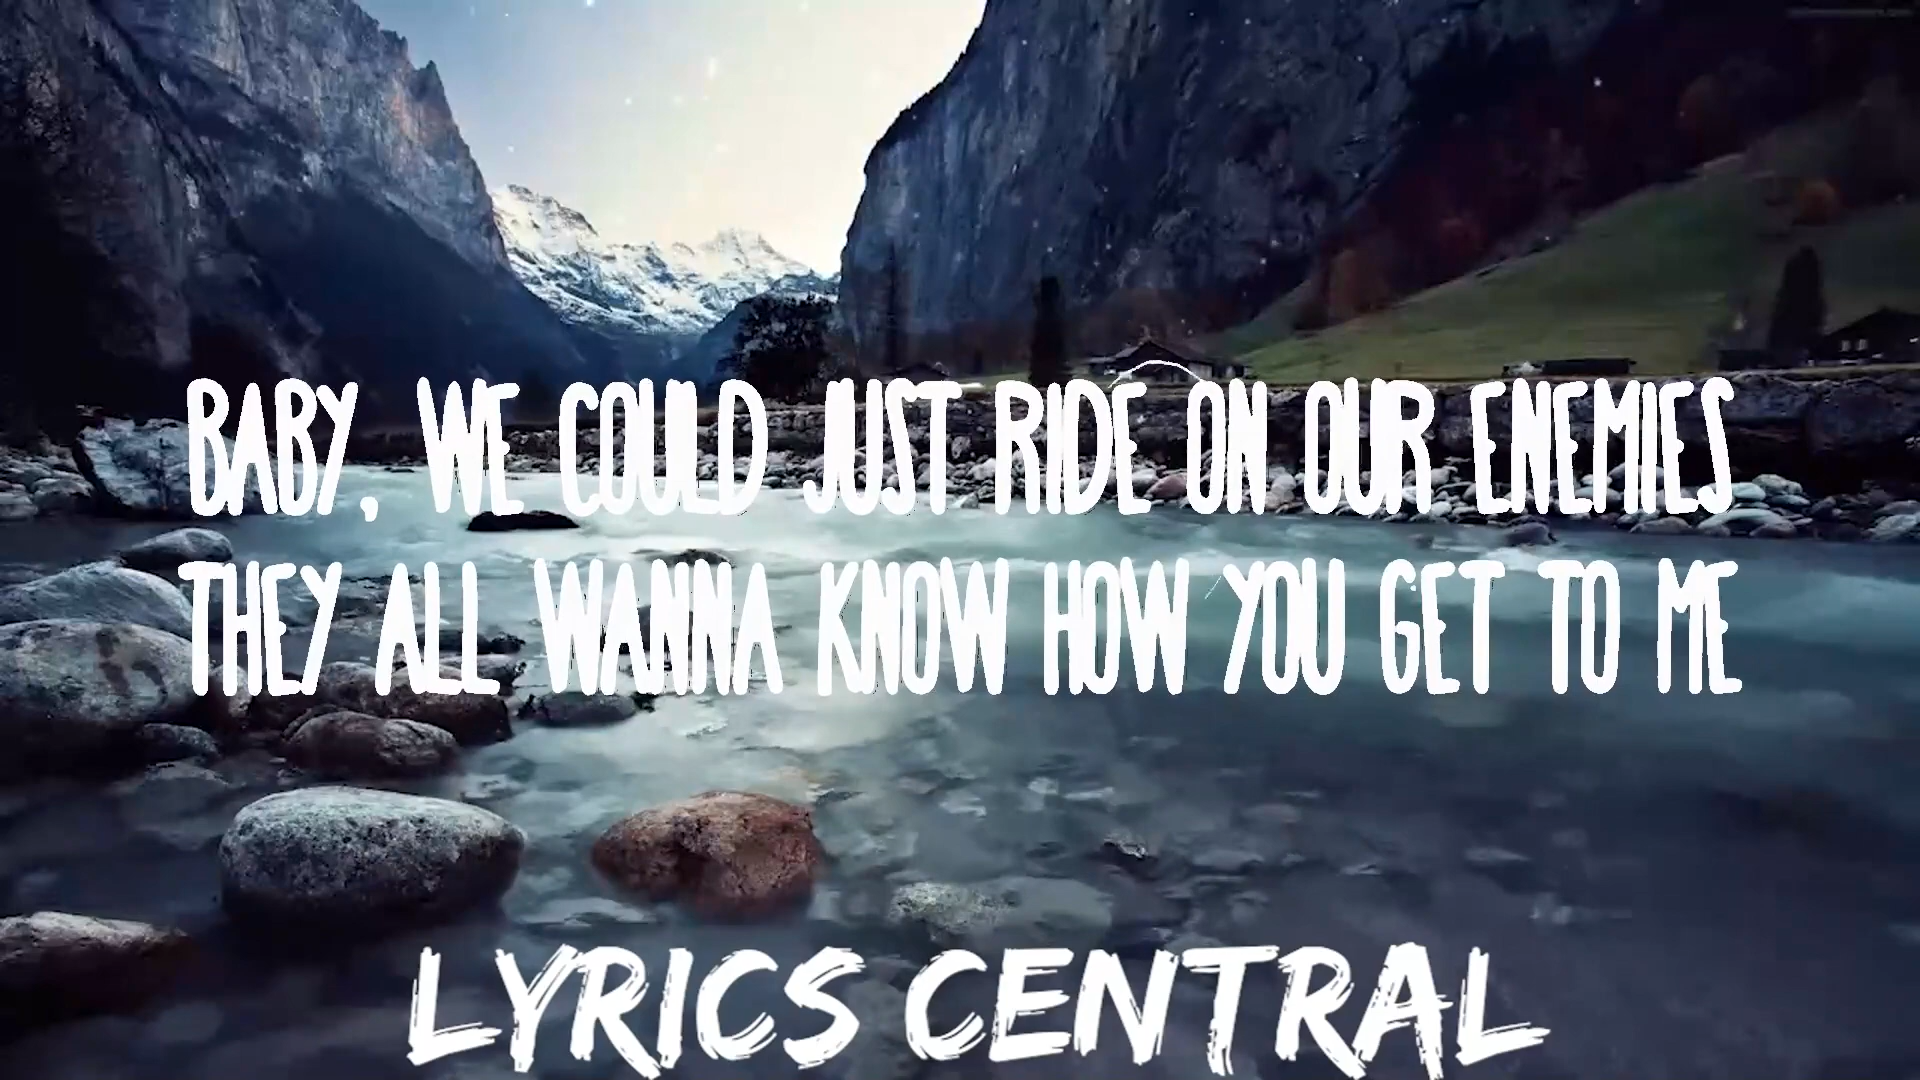 BABY, WE COULD JUST RIDE ON OUR ENEMIES
THEY ALL WANNA KNOW HOW YOU GET TO ME
LYRICS CENTRAL